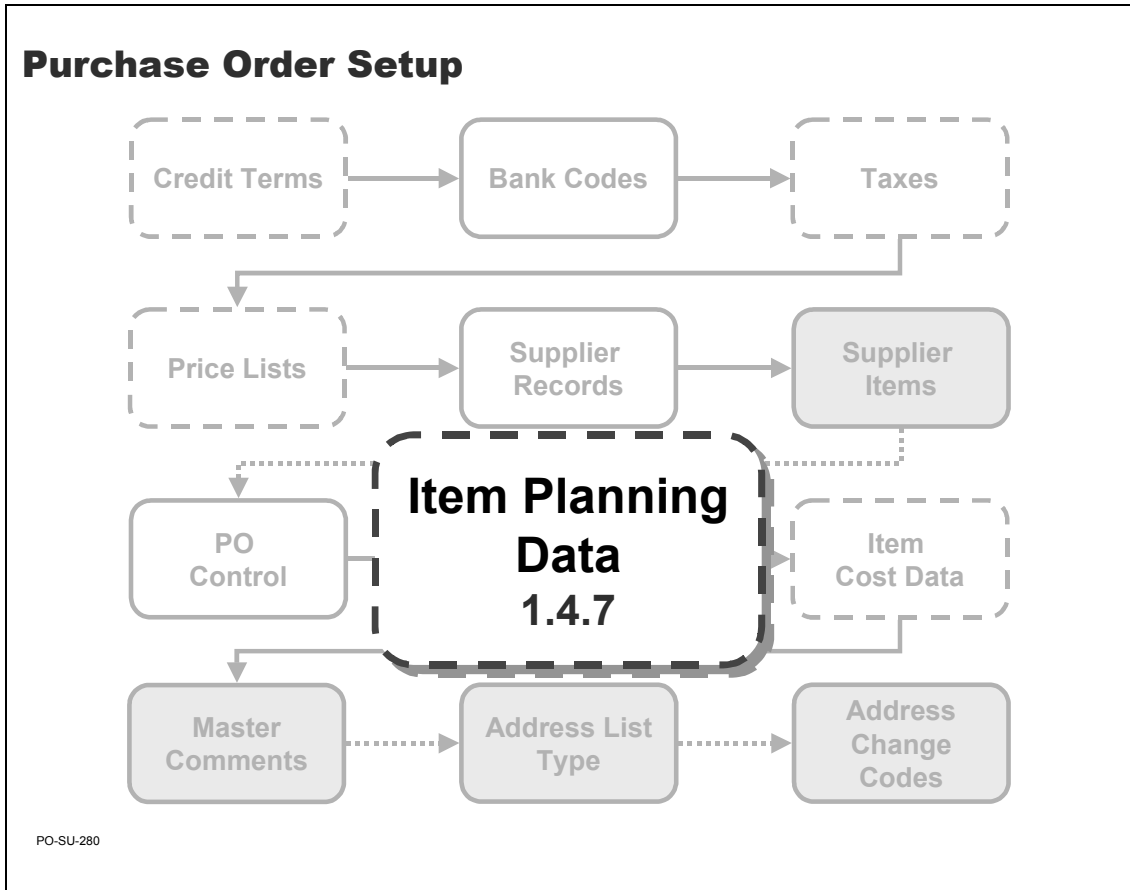 Purchase Order Setup
Credit Terms
Bank Codes
Taxes
Price Lists
Supplier
Records
Supplier
Items
PO
Control
Item Planning
Data
1.4.7
Item
Cost Data
Master
Comments
Address List
Type
Address
Change
Codes
PO-SU-280